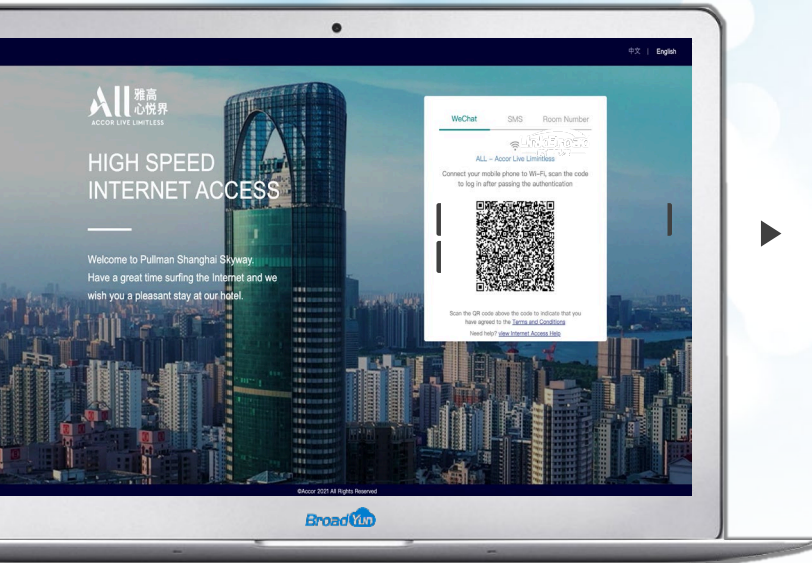 中文 | English
ALL 雅高
心悦界
ACCOR LIVE LIMITLESS
HIGH SPEED
INTERNET ACCESS
Welcome to Pullman Shanghai Skyway.
Have a great time surfing the Internet and we
wish you a pleasant stay at our hotel.
WeChat SMS Room Number
ALL – Accor Live Limintless
Connect your mobile phone to Wi-Fi, scan the code
to log in after passing the authentication
Scan the QR code above the code to indicate that you
have agreed to the Terms and Conditions
Need help? view Internet Access Help
©Accor 2021 All Rights Reserved
BroadYun